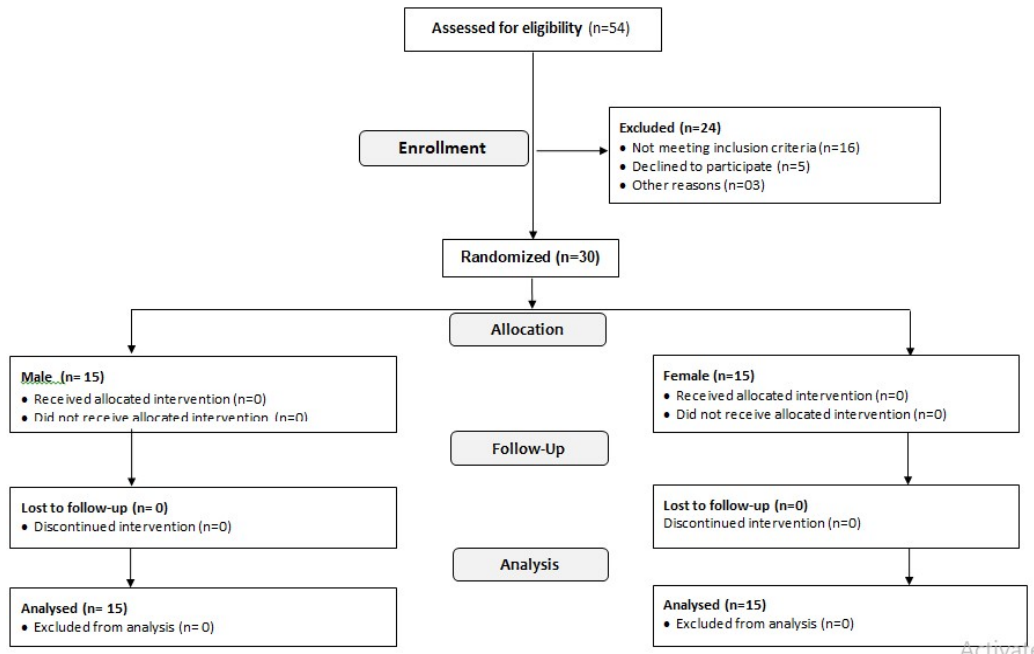 Assessed for eligibility (n=54)
Enrollment
Excluded (n=24)
• Not meeting inclusion criteria (n=16)
• Declined to participate (n=5)
• Other reasons (n=03)
Randomized (n=30)
Allocation
Male (n= 15)
• Received allocated intervention (n=0)
• Did not receive allocated intervention (n=0)
Female (n=15)
• Received allocated intervention (n=0)
• Did not receive allocated intervention (n=0)
Follow-Up
Lost to follow-up (n= 0)
• Discontinued intervention (n=0)
Lost to follow-up (n=0)
Discontinued intervention (n=0)
Analysis
Analysed (n= 15)
• Excluded from analysis (n= 0)
Analysed (n=15)
• Excluded from analysis (n=0)
Activate